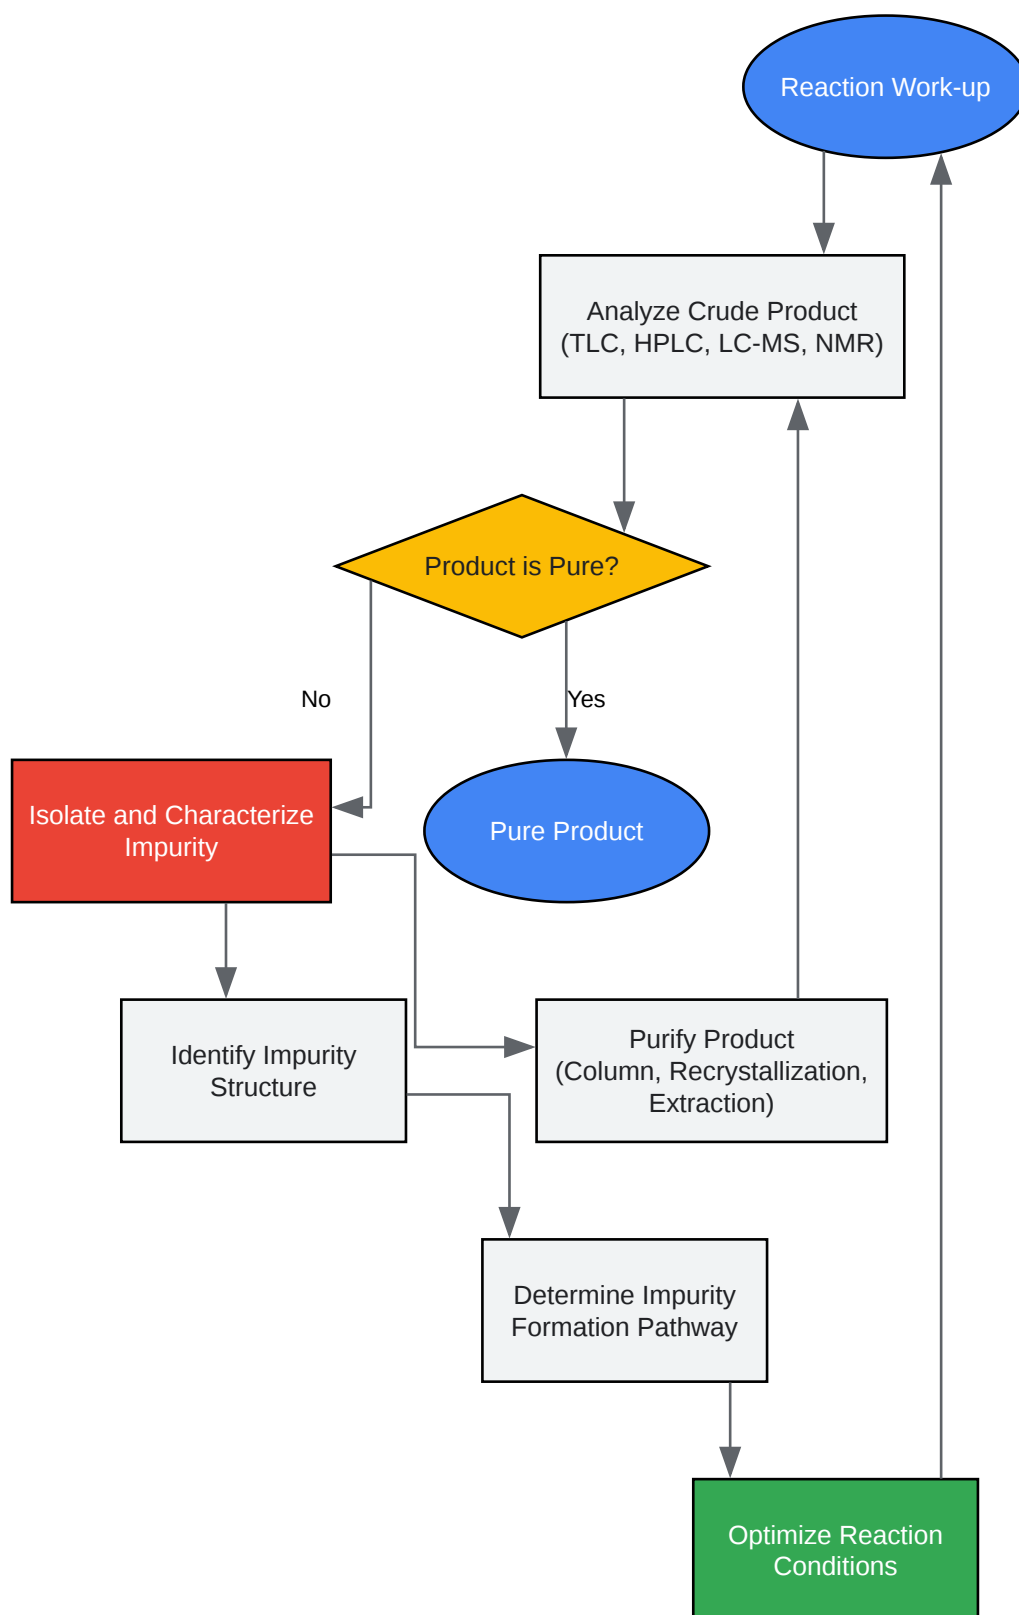 Reaction Work-up
Analyze Crude Product
(TLC, HPLC, LC-MS, NMR)
Product is Pure?
No
Yes
Isolate and Characterize
Impurity
Pure Product
Identify Impurity
Structure
Purify Product
(Column, Recrystallization,
Extraction)
Determine Impurity
Formation Pathway
Optimize Reaction
Conditions